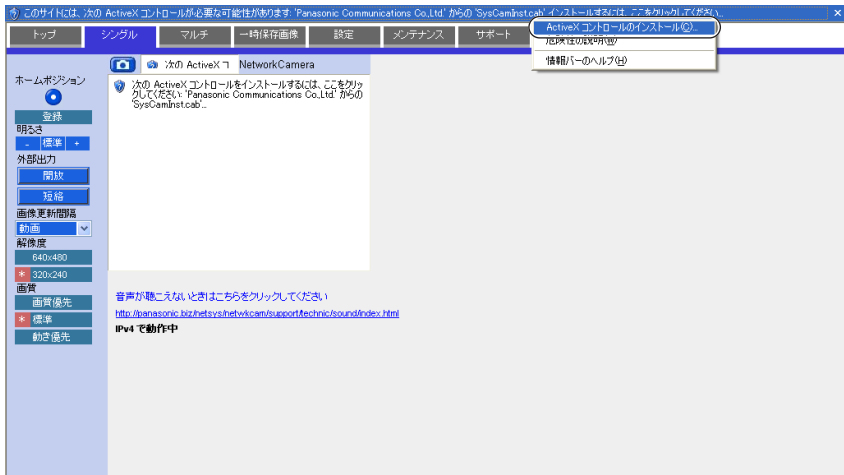 このサイトには、次の ActiveX コントロールが必要な可能性があります: 'Panasonic Communications Co.,Ltd.' からの 'SysCamInst.cab'。インストールするには、ここをクリックしてください...
ActiveX コントロールのインストール(C)...
危険性の説明(W)
情報バーのヘルプ(H)
トップ
シングル
マルチ
一時保存画像
設定
メンテナンス
サポート
次の ActiveX コ
NetworkCamera
次の ActiveX コントロールをインストールするには、ここをクリッ
クしてください: 'Panasonic Communications Co.,Ltd.' からの
'SysCamInst.cab'...
ホームポジション
登録
明るさ
- 標準 +
外部出力
開放
短絡
画像更新間隔
動画
解像度
640x480
* 320x240
画質
画質優先
* 標準
動き優先
音声が聴こえないときはこちらをクリックしてください
http://panasonic.biz/netsys/netwkcam/support/technic/sound/index.html
IPv4 で動作中